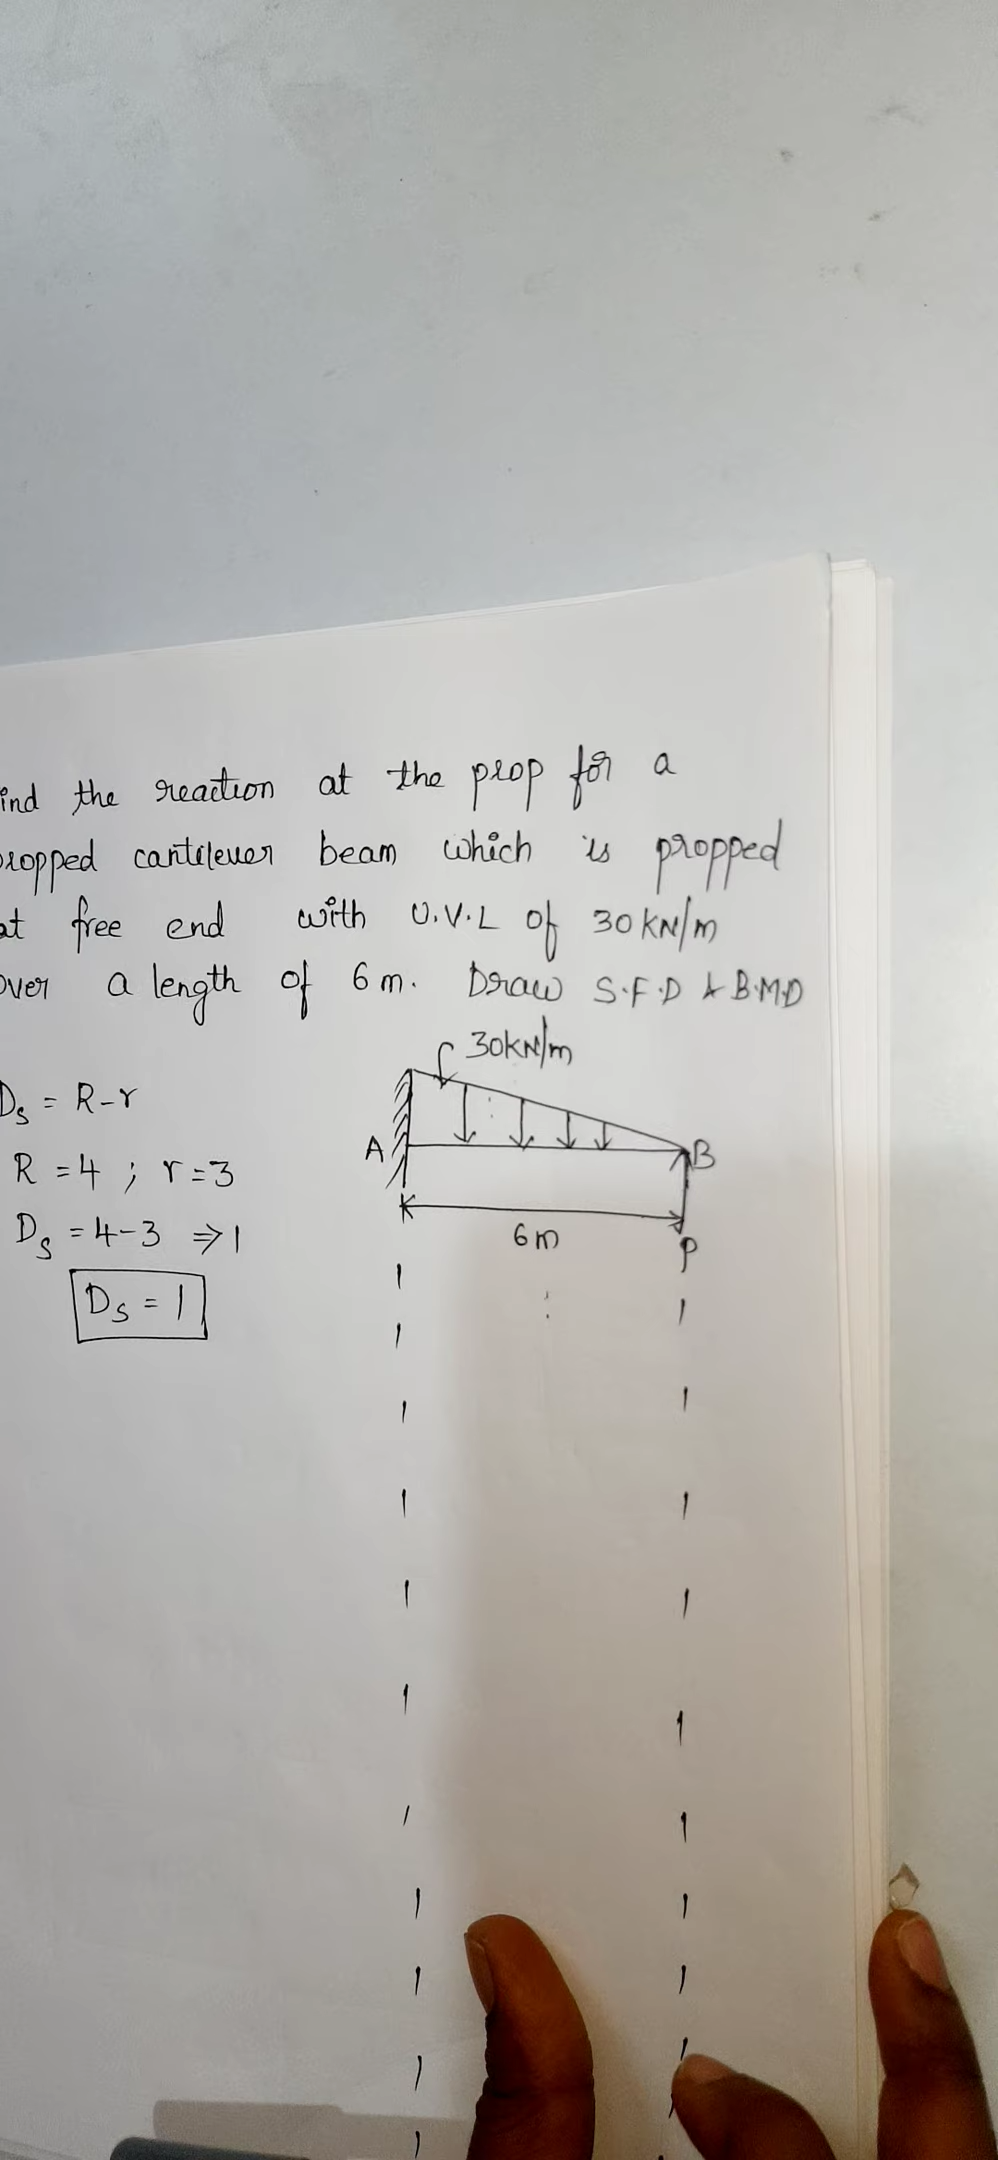 ind the reaction at the prop for a
ropped cantilever beam which is propped
at free end with U.V.L of 30 kN/m
over a length of 6 m. Draw S.F.D & B.M.D
30kN/m
Ds = R-r
A
B
R = 4 ; r = 3
6m
P
Ds = 4-3 ⇒ 1
Ds = 1